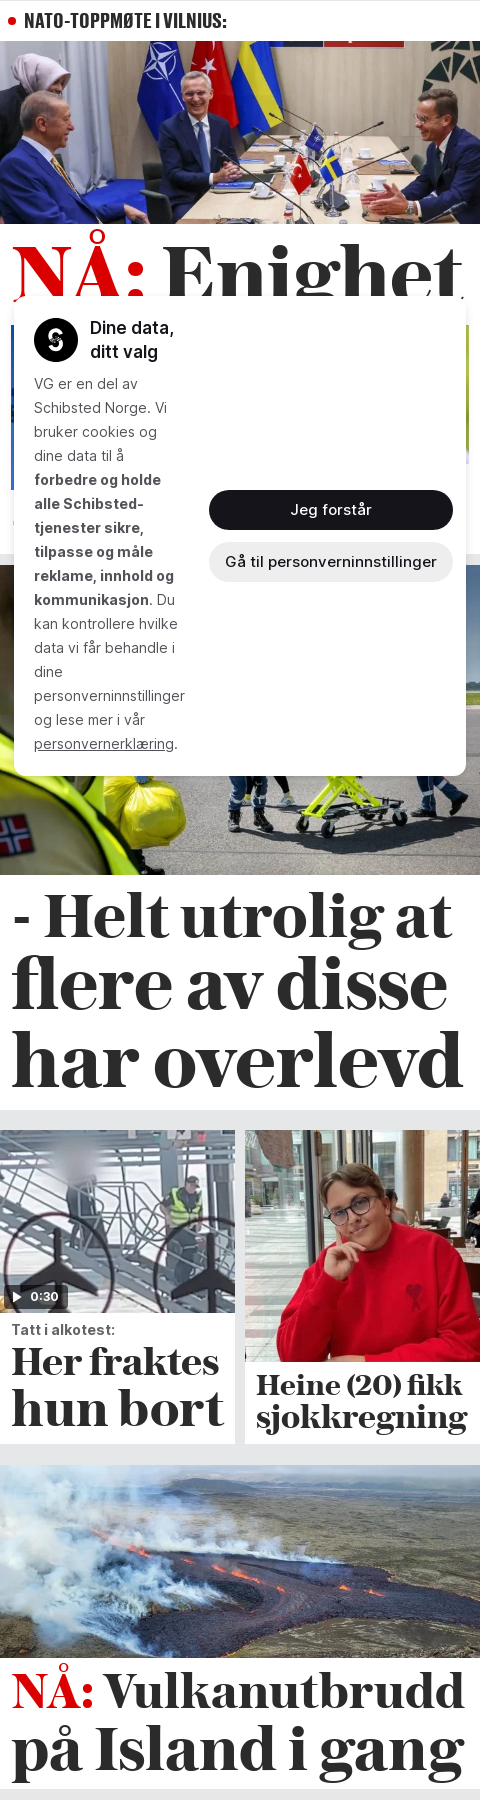 NATO-TOPPMØTE I VILNIUS:
NÅ: Enighet
Dine data,
ditt valg
VG er en del av
Schibsted Norge. Vi
bruker cookies og
dine data til å
forbedre og holde
alle Schibsted-
tjenester sikre,
tilpasse og måle
reklame, innhold og
kommunikasjon. Du
kan kontrollere hvilke
data vi får behandle i
dine
personverninnstillinger
og lese mer i vår
personvernerklæring.
Jeg forstår
Gå til personverninnstillinger
- Helt utrolig at
flere av disse
har overlevd
0:30
Tatt i alkotest:
Her fraktes
hun bort
Heine (20) fikk
sjokkregning
NÅ: Vulkanutbrudd
på Island i gang